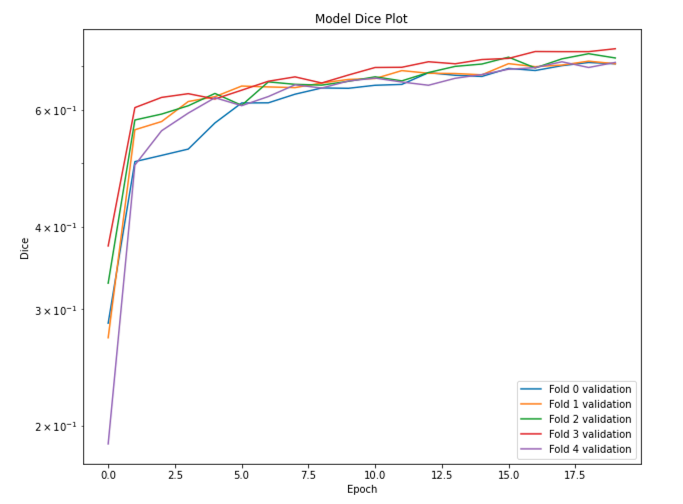 Model Dice Plot
6 × 10⁻¹
4 × 10⁻¹
3 × 10⁻¹
2 × 10⁻¹
Dice
0.0 2.5 5.0 7.5 10.0 12.5 15.0 17.5
Epoch
Fold 0 validation
Fold 1 validation
Fold 2 validation
Fold 3 validation
Fold 4 validation